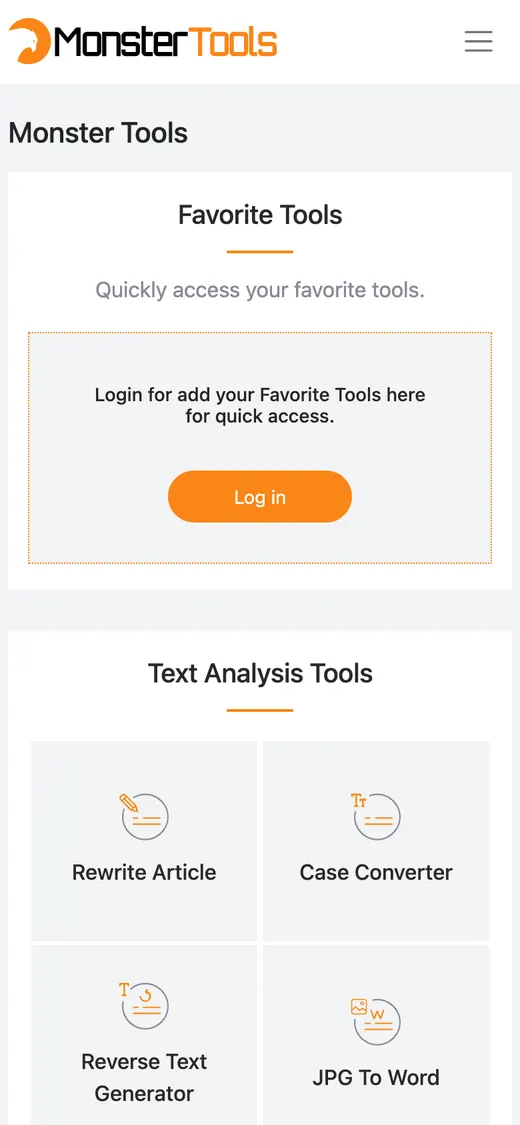 MonsterTools
Monster Tools
Favorite Tools
Quickly access your favorite tools.
Login for add your Favorite Tools here
for quick access.
Log in
Text Analysis Tools
Rewrite Article
Case Converter
Reverse Text
Generator
JPG To Word